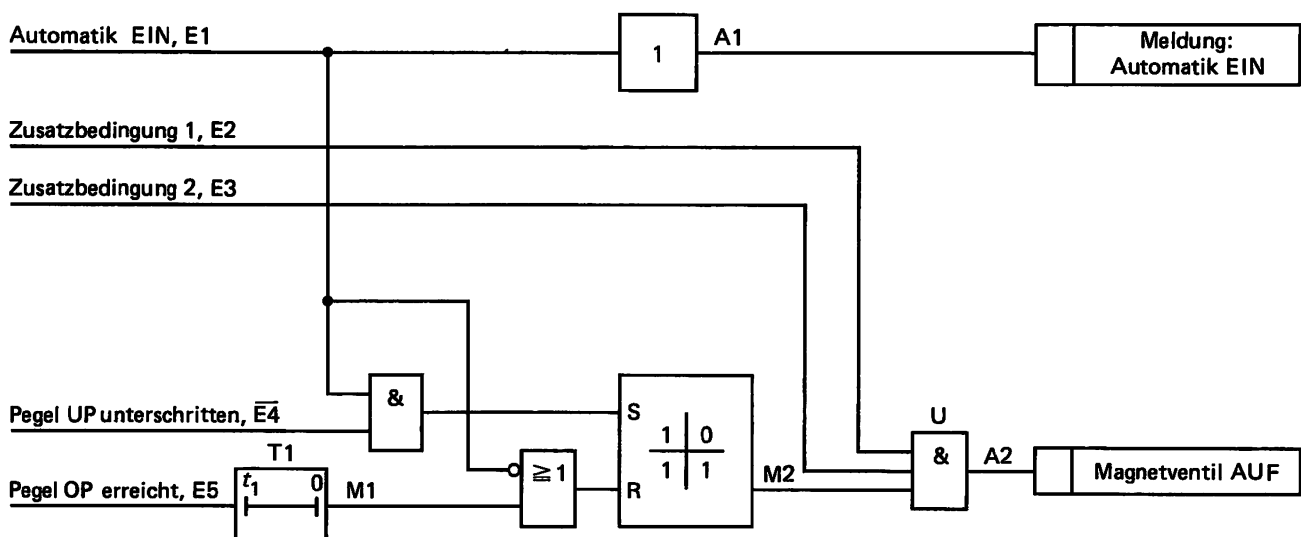 Automatik EIN, E1
1
A1
Meldung:
Automatik EIN
Zusatzbedingung 1, E2
Zusatzbedingung 2, E3
Pegel UP unterschritten, E̅4̅
&
S
1 0
1 1
R
M2
U
&
A2
Magnetventil AUF
T1
Pegel OP erreicht, E5
t₁ 0
M1
≧ 1